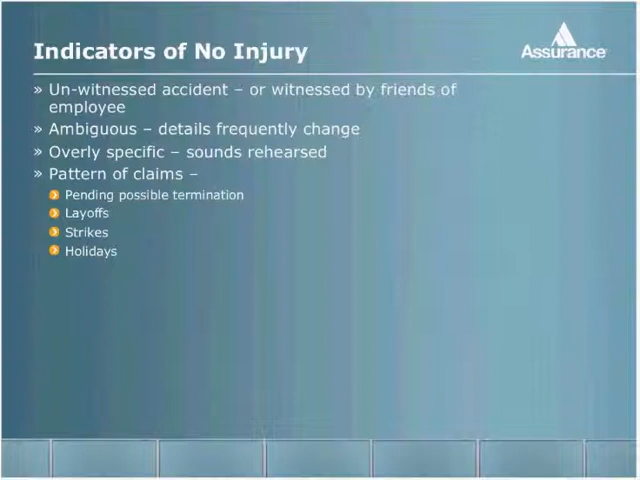 Indicators of No Injury
Assurance
» Un-witnessed accident – or witnessed by friends of
employee
» Ambiguous – details frequently change
» Overly specific – sounds rehearsed
» Pattern of claims –
Pending possible termination
Layoffs
Strikes
Holidays